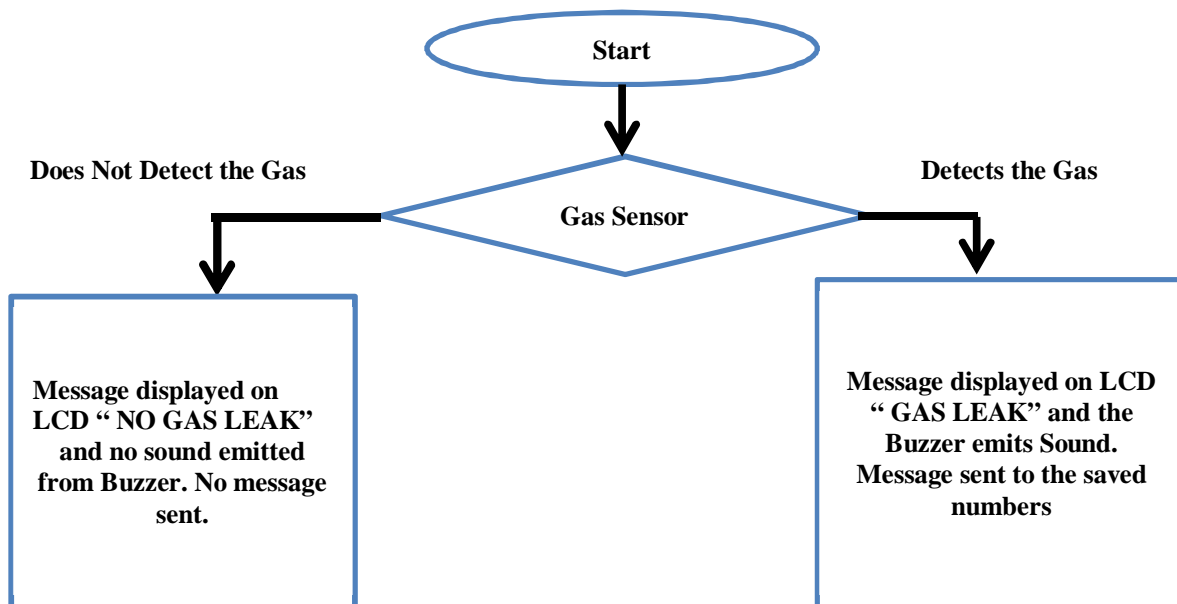 Start
Does Not Detect the Gas
Detects the Gas
Gas Sensor
Message displayed on
LCD “ NO GAS LEAK”
and no sound emitted
from Buzzer. No message
sent.
Message displayed on LCD
“ GAS LEAK” and the
Buzzer emits Sound.
Message sent to the saved
numbers